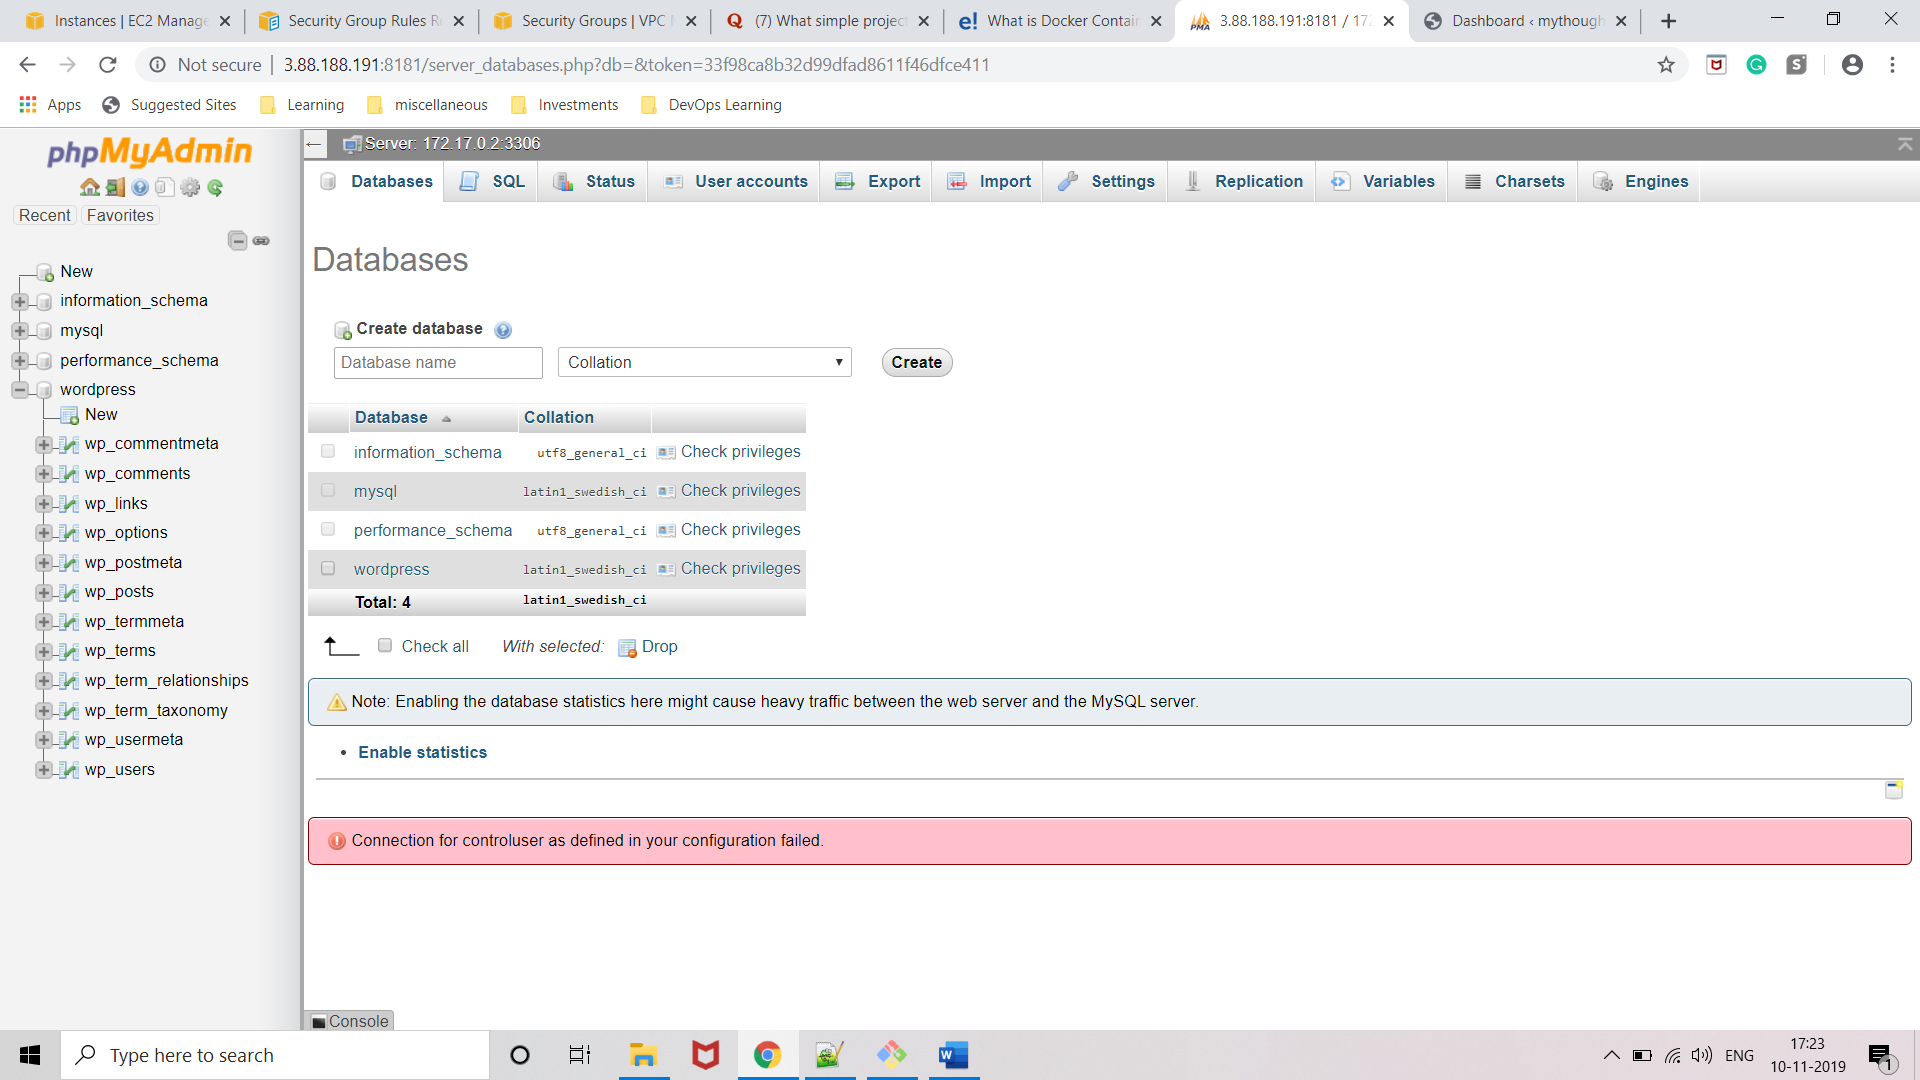 Instances | EC2 Manage
Security Group Rules R
Security Groups | VPC
(7) What simple project
What is Docker Contain
3.88.188.191:8181 / 172
Dashboard ‹ mythough
Not secure | 3.88.188.191:8181/server_databases.php?db=&token=33f98ca8b32d99dfad8611f46dfce411
Apps
Suggested Sites
Learning
miscellaneous
Investments
DevOps Learning
phpMyAdmin
Recent
Favorites
New
information_schema
mysql
performance_schema
wordpress
New
wp_commentmeta
wp_comments
wp_links
wp_options
wp_postmeta
wp_posts
wp_termmeta
wp_terms
wp_term_relationships
wp_term_taxonomy
wp_usermeta
wp_users
Server: 172.17.0.2:3306
Databases
SQL
Status
User accounts
Export
Import
Settings
Replication
Variables
Charsets
Engines
Databases
Create database
Database name
Collation
Create
Database Collation
information_schema utf8_general_ci Check privileges
mysql latin1_swedish_ci Check privileges
performance_schema utf8_general_ci Check privileges
wordpress latin1_swedish_ci Check privileges
Total: 4 latin1_swedish_ci
Check all With selected: Drop
Note: Enabling the database statistics here might cause heavy traffic between the web server and the MySQL server.
Enable statistics
Connection for controluser as defined in your configuration failed.
Console
Type here to search
ENG
17:23
10-11-2019
1